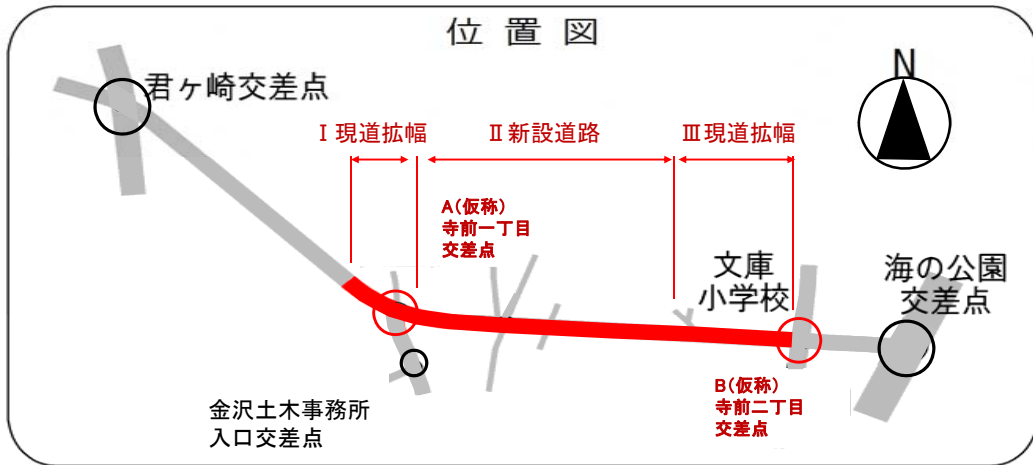 位置図
N
君ヶ崎交差点
Ⅰ現道拡幅
Ⅱ新設道路
Ⅲ現道拡幅
A(仮称)
寺前一丁目
交差点
文庫
小学校
海の公園
交差点
金沢土木事務所
入口交差点
B(仮称)
寺前二丁目
交差点